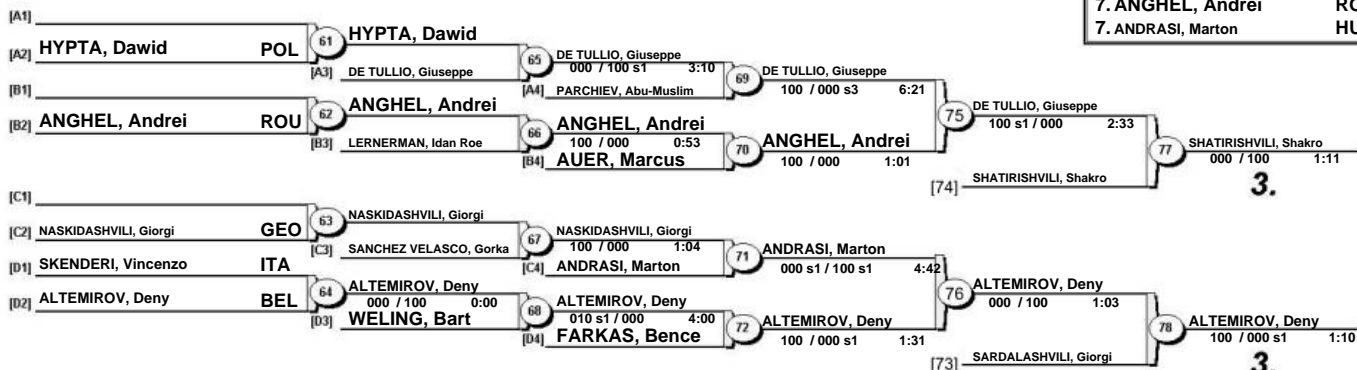 7. ANGHEL, Andrei
7. ANDRASI, Marton
[A1]
[A2] HYPTA, Dawid POL
61 HYPTA, Dawid
[A3] DE TULLIO, Giuseppe
65 DE TULLIO, Giuseppe
000 / 100 s1 3:10
[A4] PARCHIEV, Abu-Muslim
69 DE TULLIO, Giuseppe
100 / 000 s3 6:21
[B1]
[B2] ANGHEL, Andrei ROU
62 ANGHEL, Andrei
[B3] LERNERMAN, Idan Roe
66 ANGHEL, Andrei
100 / 000 0:53
[B4] AUER, Marcus
70 ANGHEL, Andrei
100 / 000 1:01
75 DE TULLIO, Giuseppe
100 s1 / 000 2:33
[74] SHATIRISHVILI, Shakro
77 SHATIRISHVILI, Shakro
000 / 100 1:11
3.
[C1]
[C2] NASKIDASHVILI, Giorgi GEO
63 NASKIDASHVILI, Giorgi
[C3] SANCHEZ VELASCO, Gorka
67 NASKIDASHVILI, Giorgi
100 / 000 1:04
[C4] ANDRASI, Marton
71 ANDRASI, Marton
000 s1 / 100 s1 4:42
[D1] SKENDERI, Vincenzo ITA
[D2] ALTEMIROV, Deny BEL
64 ALTEMIROV, Deny
000 / 100 0:00
[D3] WELING, Bart
68 ALTEMIROV, Deny
010 s1 / 000 4:00
[D4] FARKAS, Bence
72 ALTEMIROV, Deny
100 / 000 s1 1:31
76 ALTEMIROV, Deny
000 / 100 1:03
[73] SARDALASHVILI, Giorgi
78 ALTEMIROV, Deny
100 / 000 s1 1:10
3.